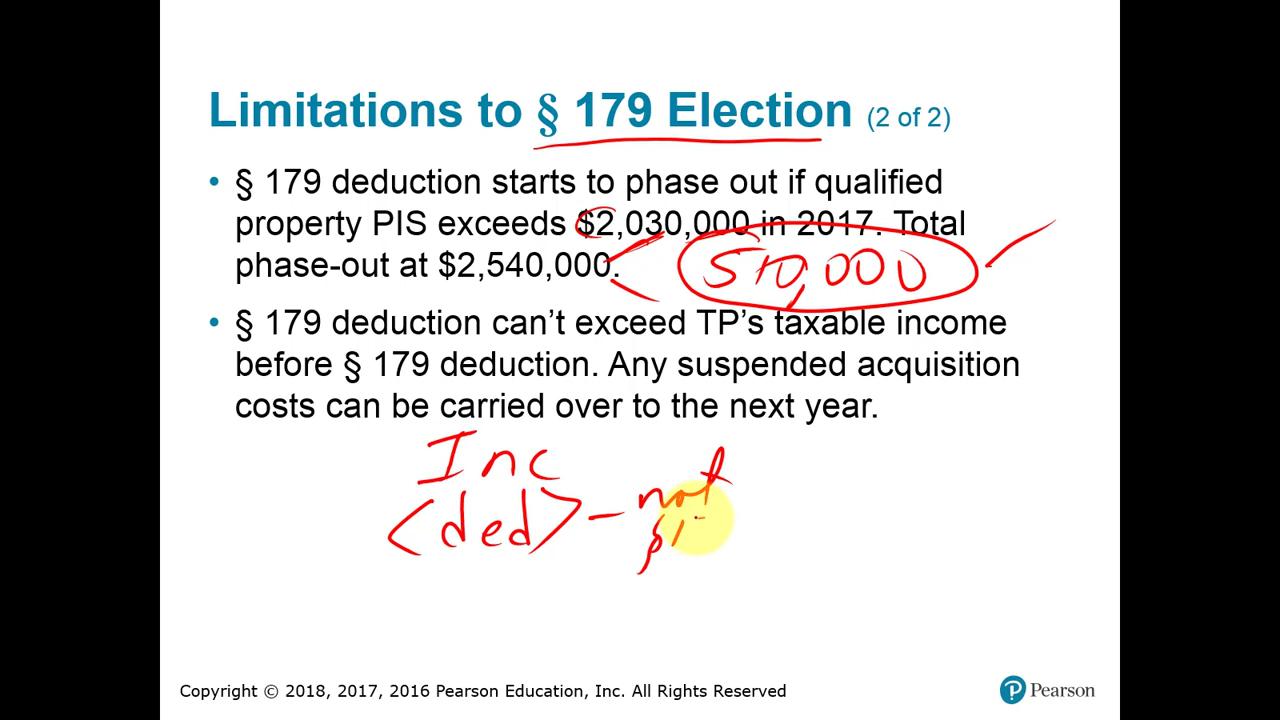 Limitations to § 179 Election (2 of 2)
• § 179 deduction starts to phase out if qualified
property PIS exceeds $2,030,000 in 2017. Total
phase-out at $2,540,000.
510,000
• § 179 deduction can’t exceed TP’s taxable income
before § 179 deduction. Any suspended acquisition
costs can be carried over to the next year.
Inc
<ded> – not
§1
Copyright © 2018, 2017, 2016 Pearson Education, Inc. All Rights Reserved
P Pearson